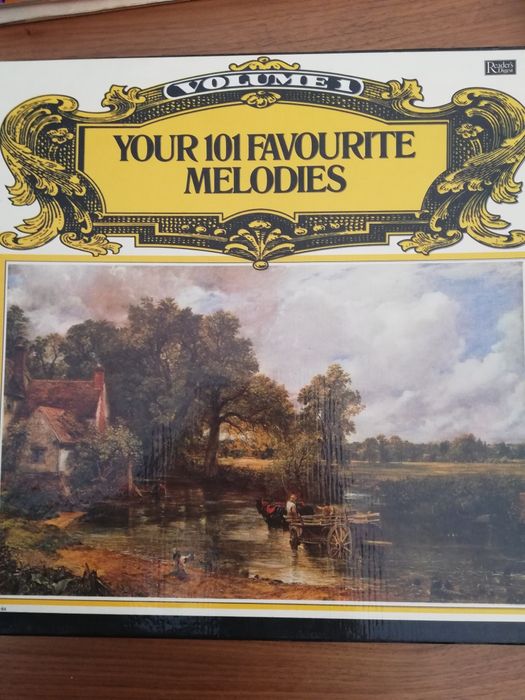 Reader's
Digest
VOLUME 1
YOUR 101 FAVOURITE
MELODIES